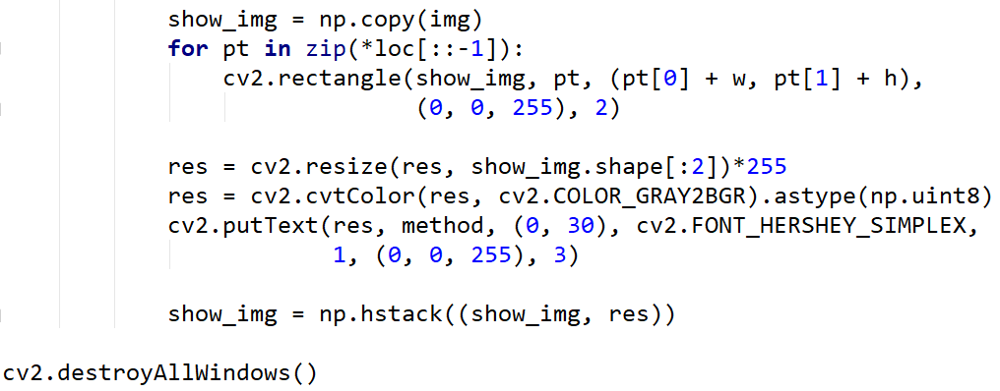 show_img = np.copy(img)
for pt in zip(*loc[::-1]):
cv2.rectangle(show_img, pt, (pt[0] + w, pt[1] + h),
(0, 0, 255), 2)
res = cv2.resize(res, show_img.shape[:2])*255
res = cv2.cvtColor(res, cv2.COLOR_GRAY2BGR).astype(np.uint8)
cv2.putText(res, method, (0, 30), cv2.FONT_HERSHEY_SIMPLEX,
1, (0, 0, 255), 3)
show_img = np.hstack((show_img, res))
cv2.destroyAllWindows()